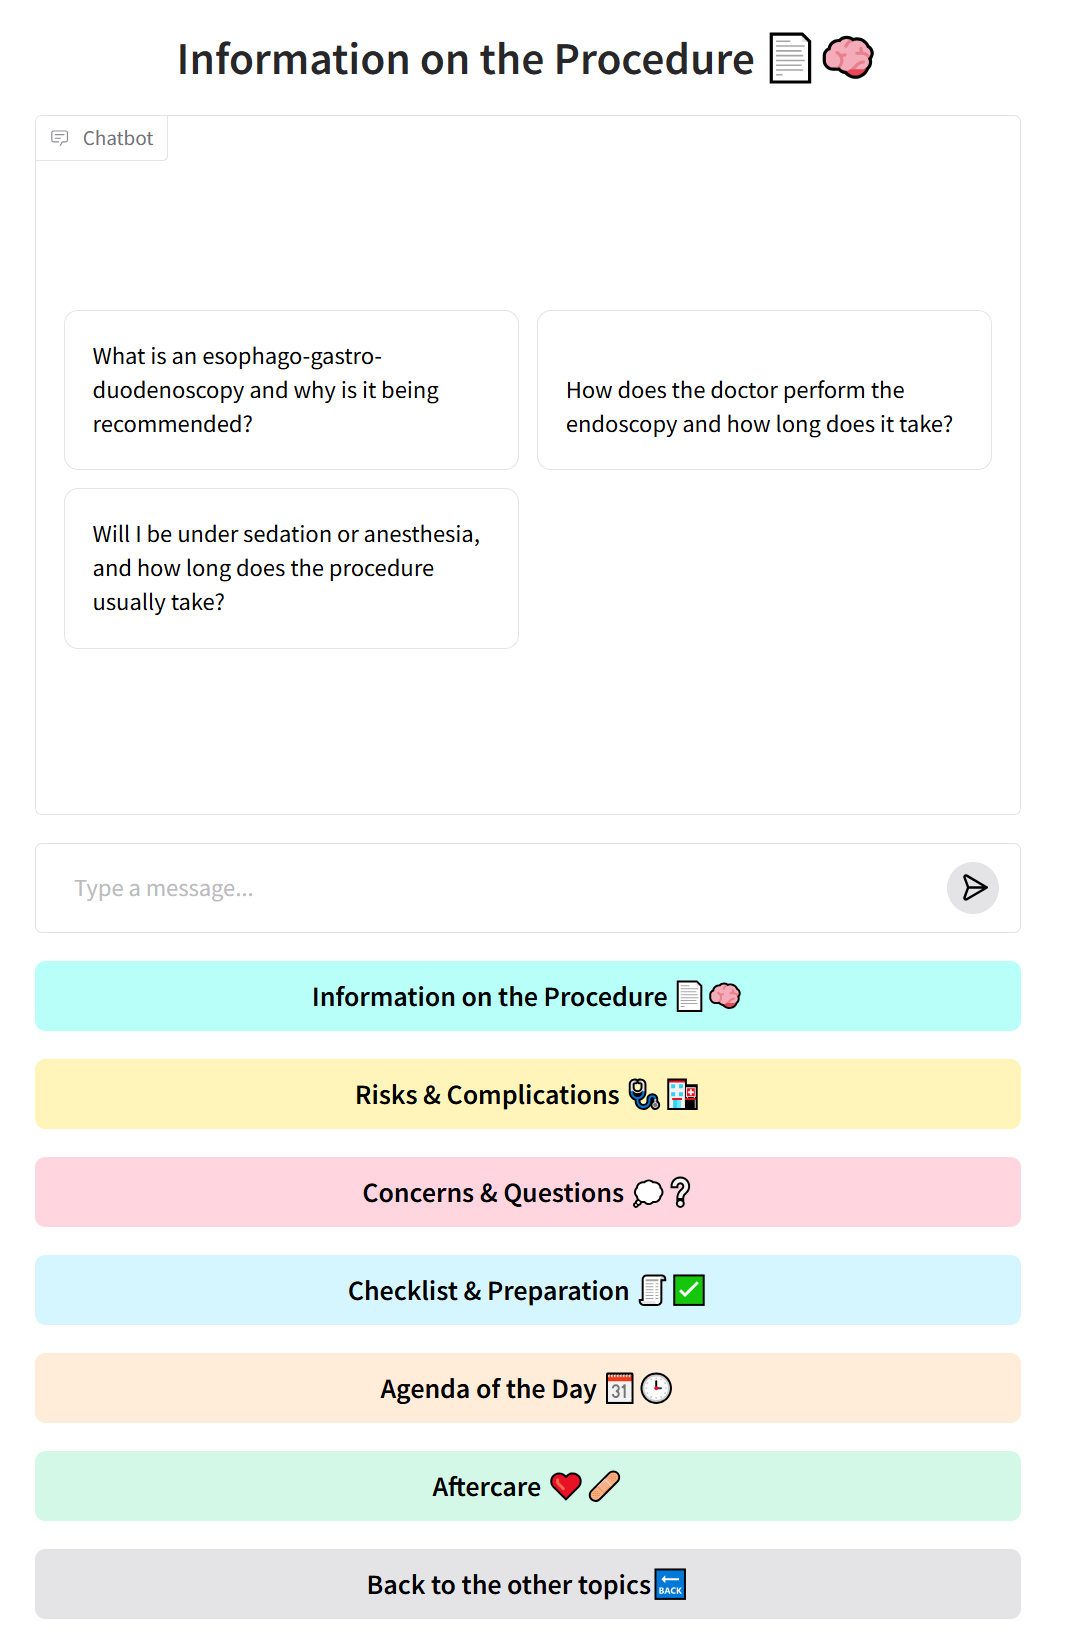 Information on the Procedure
Chatbot
What is an esophago-gastro-
duodenoscopy and why is it being
recommended?
How does the doctor perform the
endoscopy and how long does it take?
Will I be under sedation or anesthesia,
and how long does the procedure
usually take?
Type a message...
Information on the Procedure
Risks & Complications
Concerns & Questions
Checklist & Preparation
Agenda of the Day
31
Aftercare
Back to the other topics
BACK